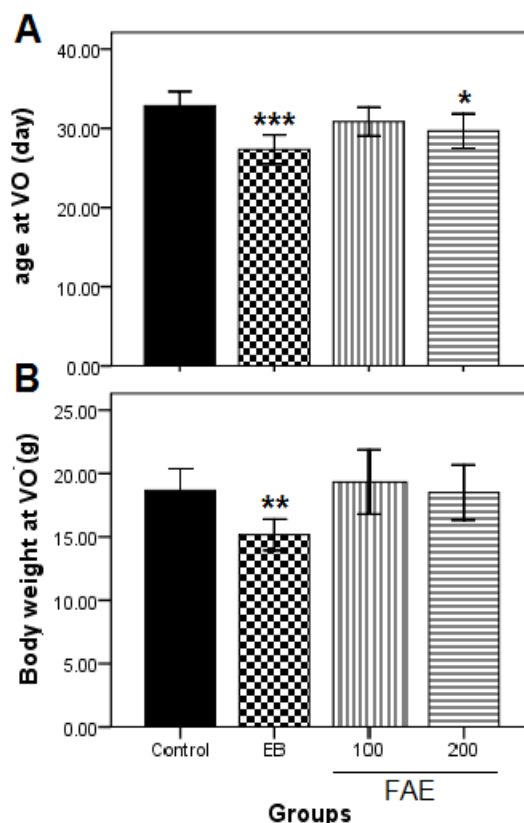 A
age at VO (day)
40.00
30.00
20.00
10.00
0.00
***
*
B
Body weight at VO (g)
25.00
20.00
15.00
10.00
5.00
0.00
**
Control EB 100 200
FAE
Groups